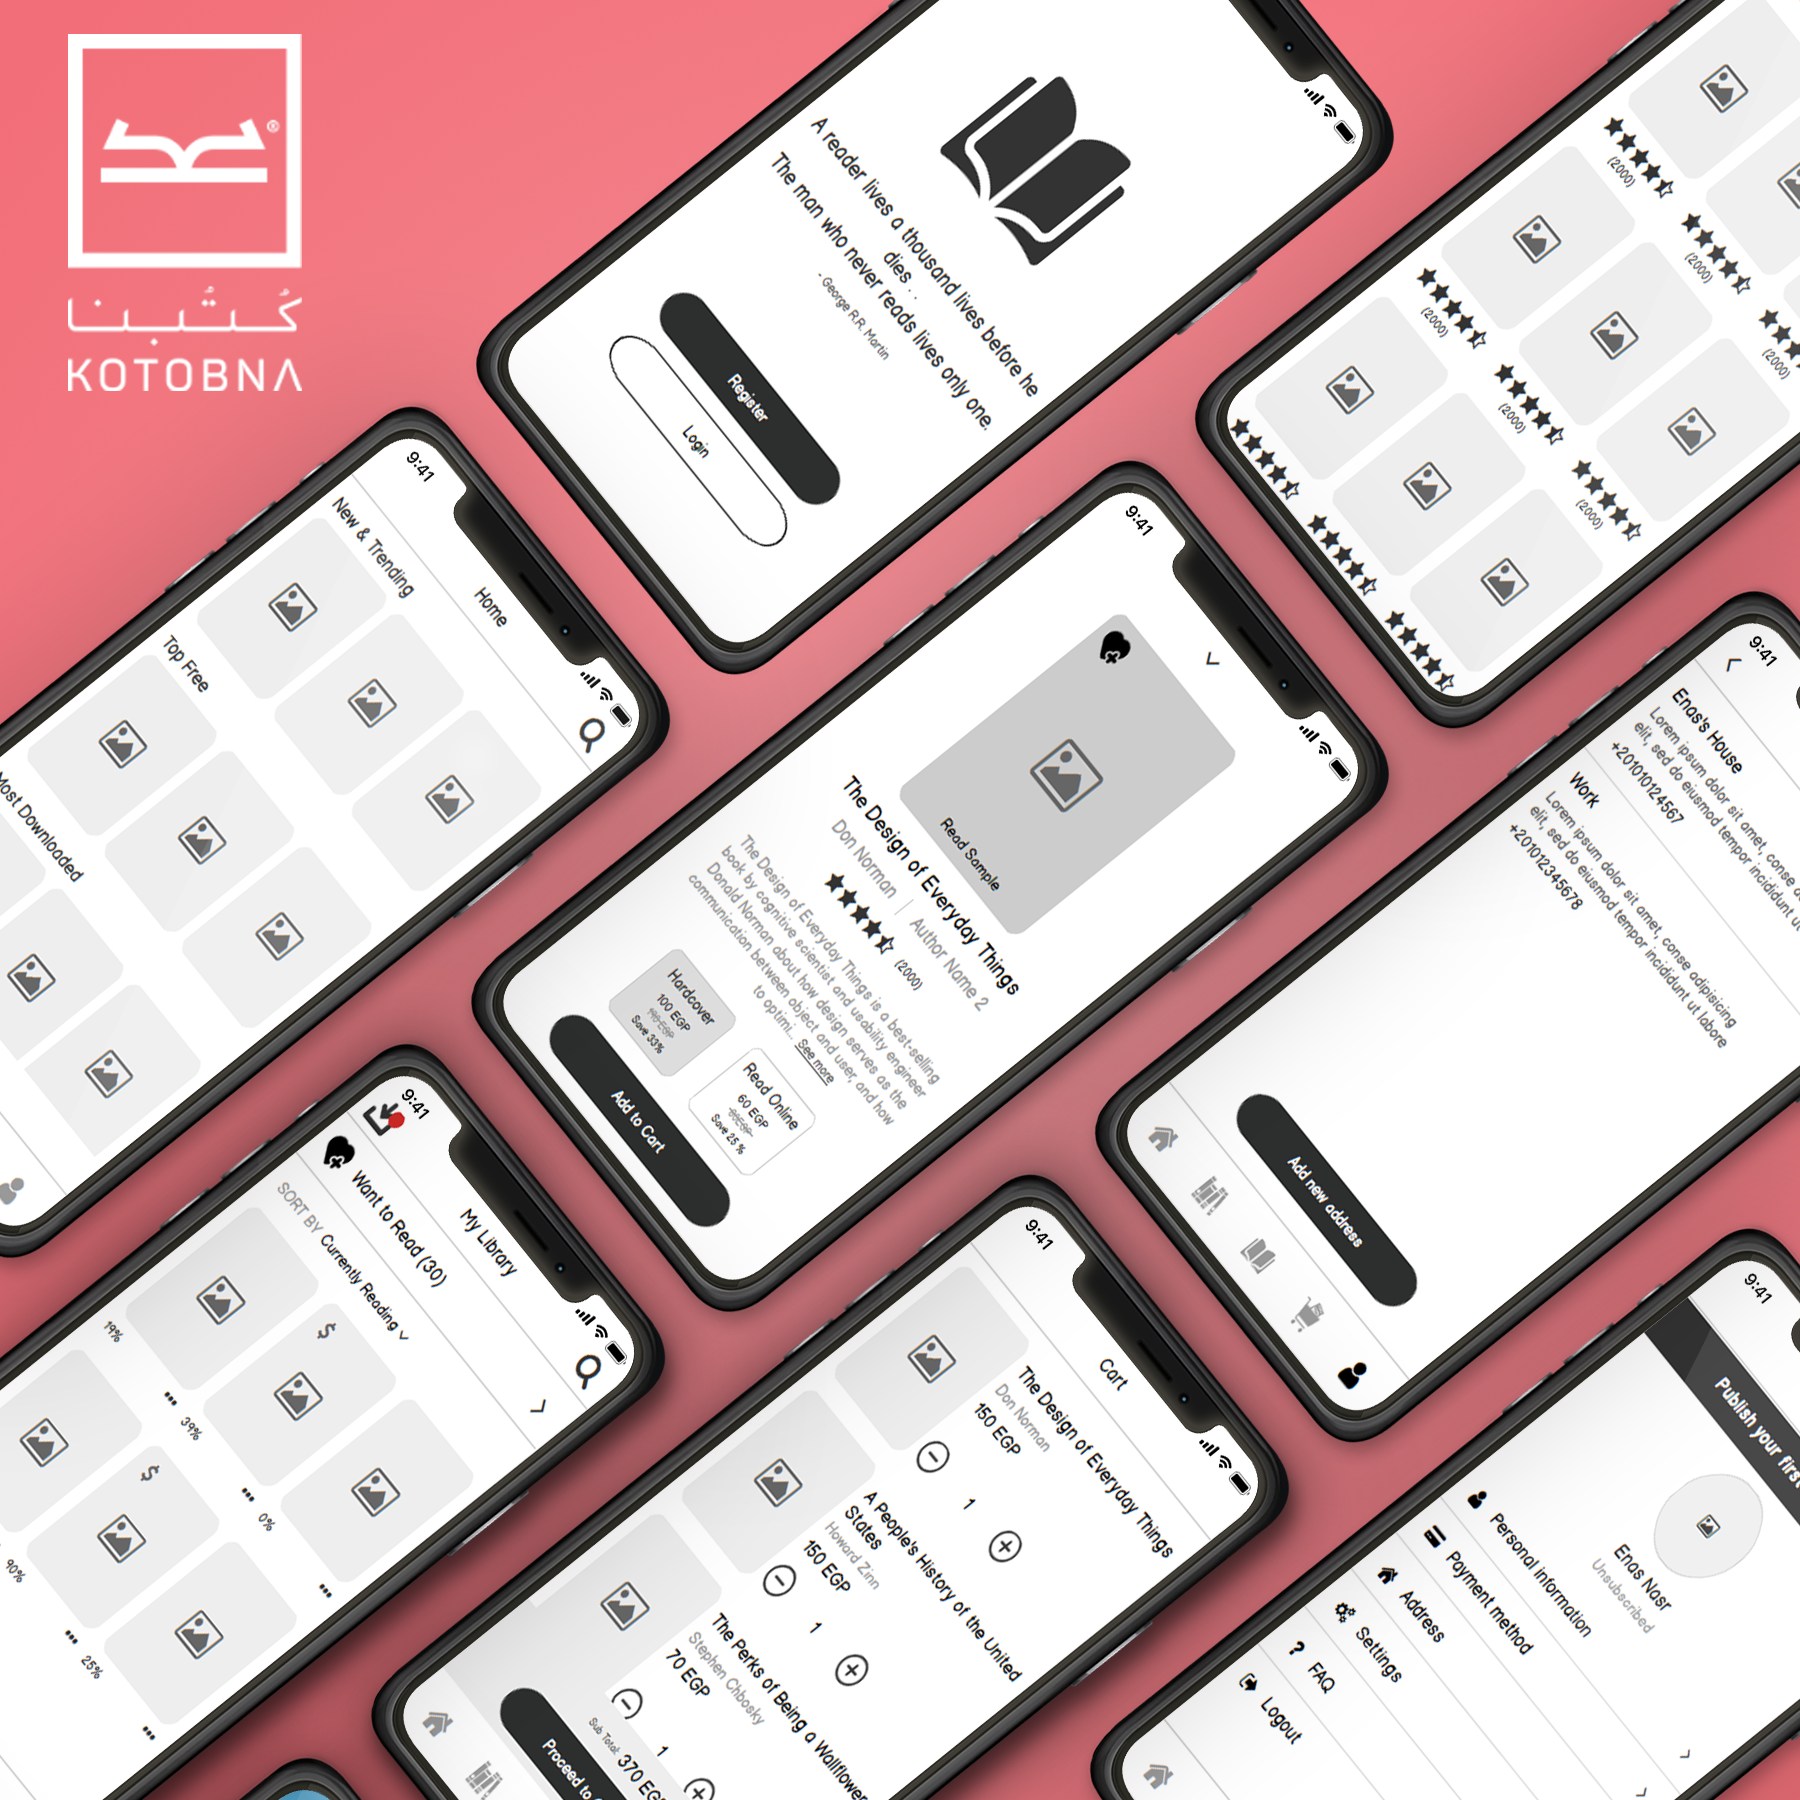 كُتُبنا
KOTOBNA
A reader lives a thousand lives before he
dies . .
The man who never reads lives only one.
- George R.R. Martin
Register
Login
(2000)
(2000)
(2000)
(2000)
(2000)
(2000)
9:41
Home
New & Trending
Top Free
Most Downloaded
9:41
Read Sample
The Design of Everyday Things
Don Norman | Author Name 2
(2000)
The Design of Everyday Things is a best-selling
book by cognitive scientist and usability engineer
Donald Norman about how design serves as the
communication between object and user, and how
to optimi... See more
Hardcover
100 EGP
Save 33%
Read Online
60 EGP
Save 25 %
Add to Cart
9:41
Enas's House
Lorem ipsum dolor sit amet, conse
elit, sed do eiusmod tempor incididunt ut
+201010124567
Work
Lorem ipsum dolor sit amet, conse adipisicing
elit, sed do eiusmod tempor incididunt ut labore
+201012345678
Add new address
9:41
My Library
Want to Read (30)
SORT BY Currently Reading
19%
39%
0%
90%
25%
9:41
Cart
The Design of Everyday Things
Don Norman
150 EGP
1
A People's History of the United
States
Howard Zinn
150 EGP
1
The Perks of Being a Wallflower
Stephen Chbosky
70 EGP
1
Sub Total: 370 EG
Proceed to
9:41
Publish your first
Enas Nasr
Unsubscribed
Personal Information
Payment method
Address
Settings
FAQ
Logout